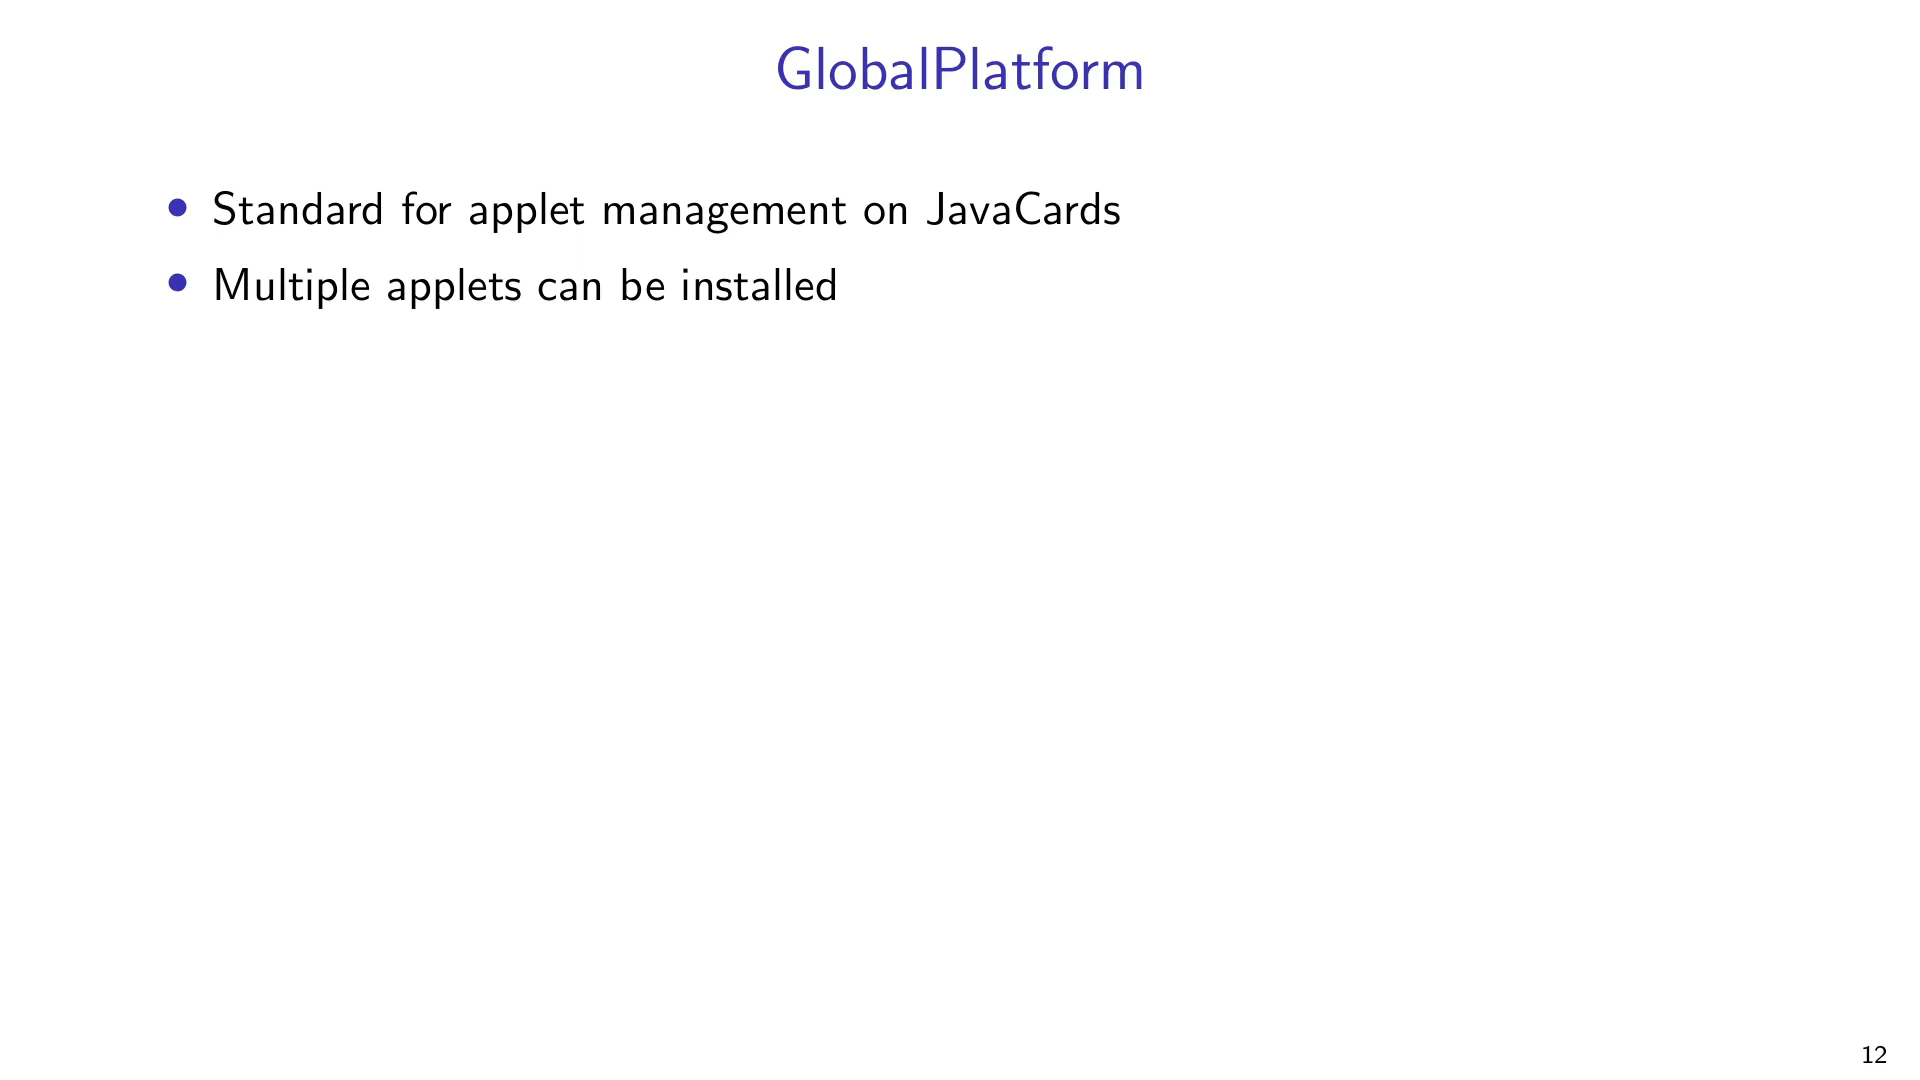 GlobalPlatform
• Standard for applet management on JavaCards
• Multiple applets can be installed
12